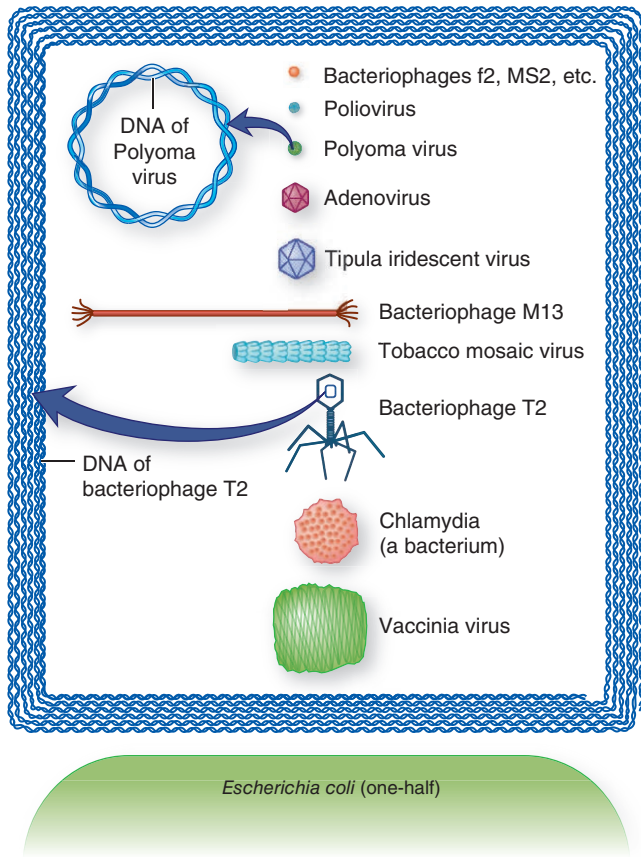 DNA of
Polyoma
virus
Bacteriophages f2, MS2, etc.
Poliovirus
Polyoma virus
Adenovirus
Tipula iridescent virus
Bacteriophage M13
Tobacco mosaic virus
Bacteriophage T2
DNA of
bacteriophage T2
Chlamydia
(a bacterium)
Vaccinia virus
Escherichia coli (one-half)